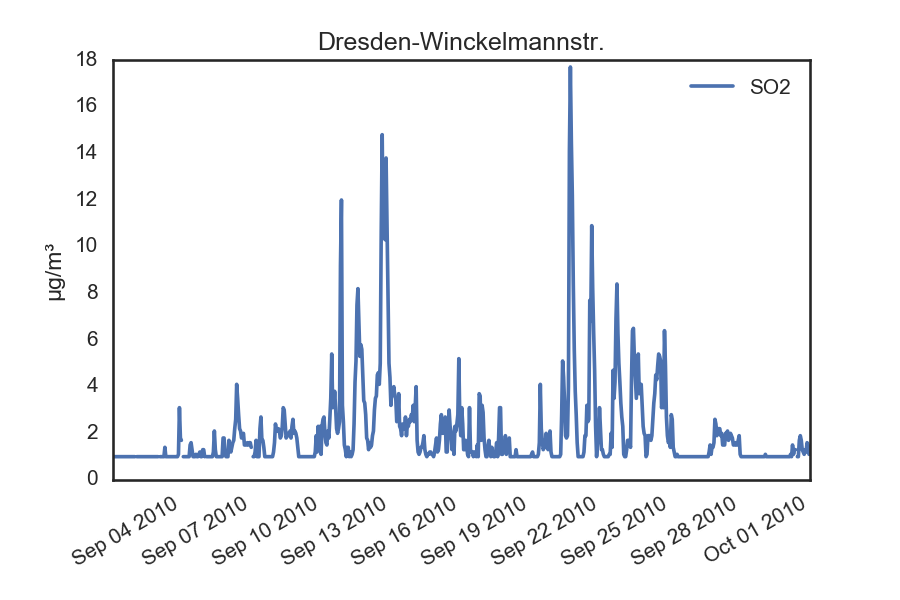 Dresden-Winckelmannstr.
18
16
14
12
10
8
6
4
2
0
µg/m³
SO2
Sep 04 2010
Sep 07 2010
Sep 10 2010
Sep 13 2010
Sep 16 2010
Sep 19 2010
Sep 22 2010
Sep 25 2010
Sep 28 2010
Oct 01 2010